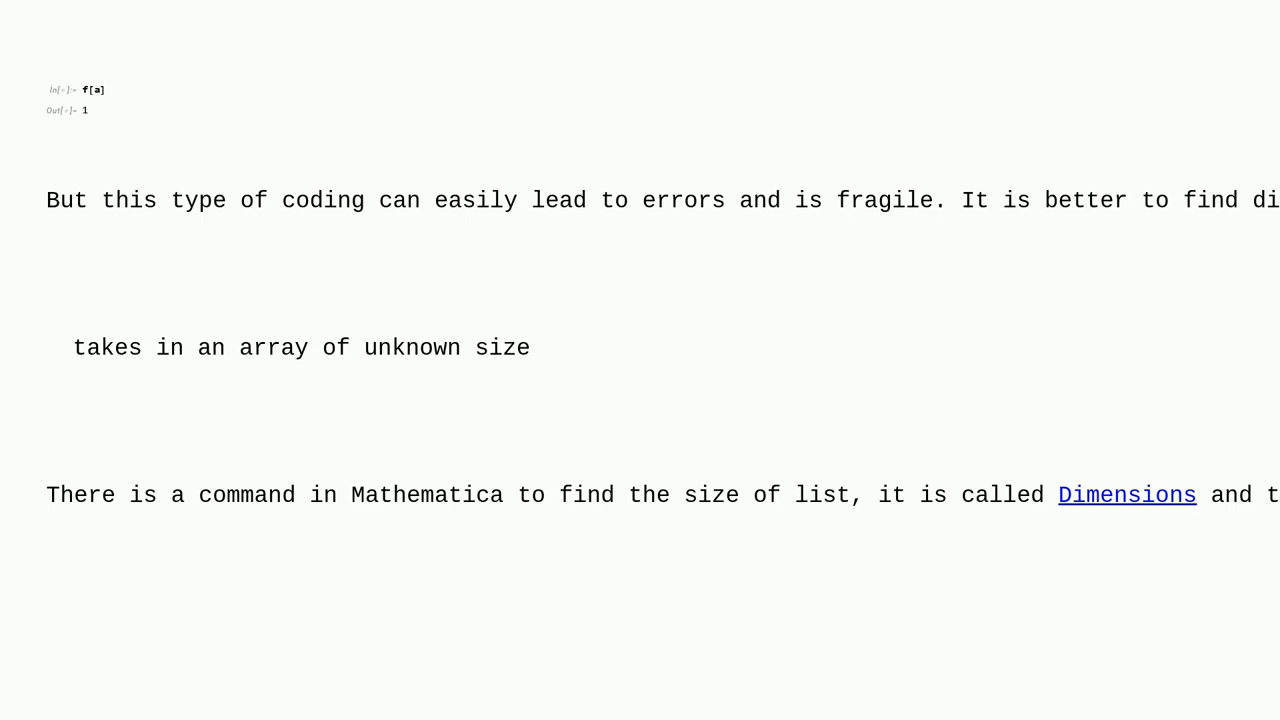 In[◦]:= f[a]
Out[◦]= 1
But this type of coding can easily lead to errors and is fragile. It is better to find di
takes in an array of unknown size
There is a command in Mathematica to find the size of list, it is called Dimensions and t